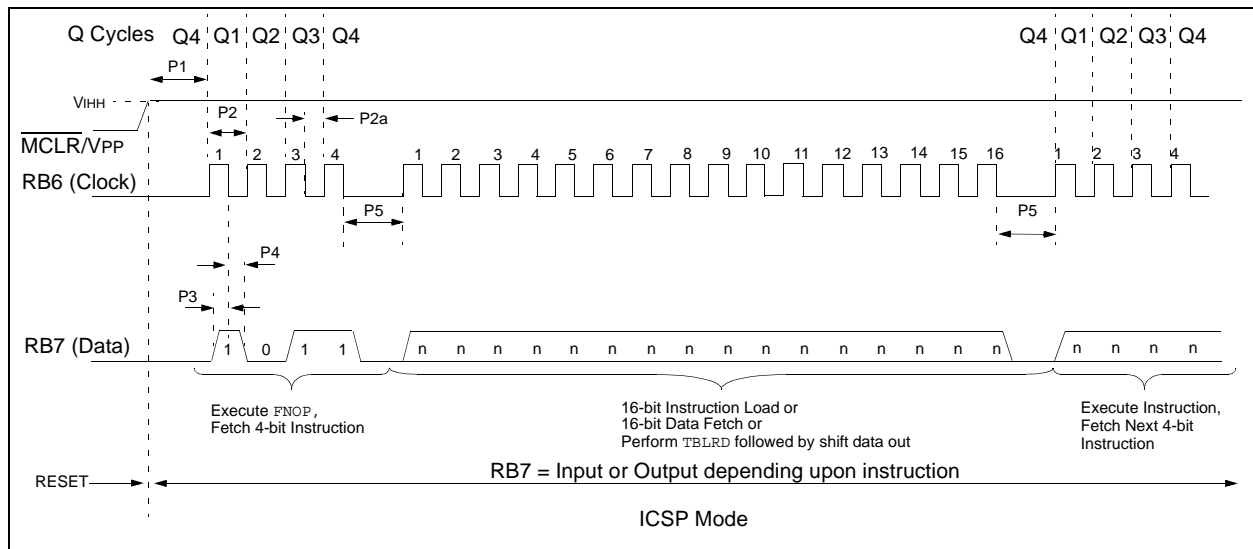 Q Cycles Q4 Q1 Q2 Q3 Q4 Q4 Q1 Q2 Q3 Q4
P1
VIHH
P2
P2a
MCLR/VPP
1 2 3 4 1 2 3 4 5 6 7 8 9 10 11 12 13 14 15 16 1 2 3 4
RB6 (Clock)
P5 P5
P4
P3
RB7 (Data) 1 0 1 1 n n n n n n n n n n n n n n n n n n n n
Execute FNOP,
Fetch 4-bit Instruction
16-bit Instruction Load or
16-bit Data Fetch or
Perform TBLRD followed by shift data out
Execute Instruction,
Fetch Next 4-bit
Instruction
RB7 = Input or Output depending upon instruction
RESET
ICSP Mode